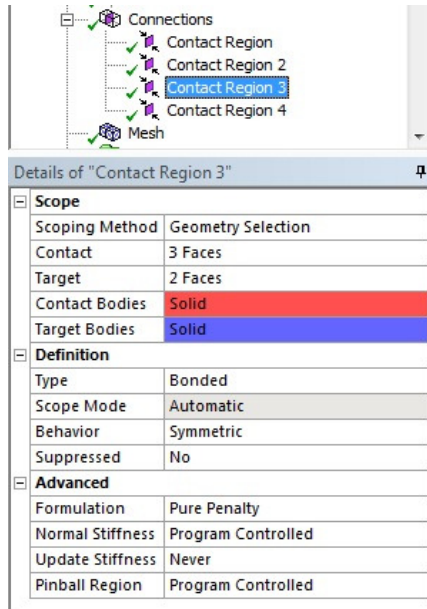 Connections
Contact Region
Contact Region 2
Contact Region 3
Contact Region 4
Mesh
Details of "Contact Region 3"
Scope
Scoping Method Geometry Selection
Contact 3 Faces
Target 2 Faces
Contact Bodies Solid
Target Bodies Solid
Definition
Type Bonded
Scope Mode Automatic
Behavior Symmetric
Suppressed No
Advanced
Formulation Pure Penalty
Normal Stiffness Program Controlled
Update Stiffness Never
Pinball Region Program Controlled